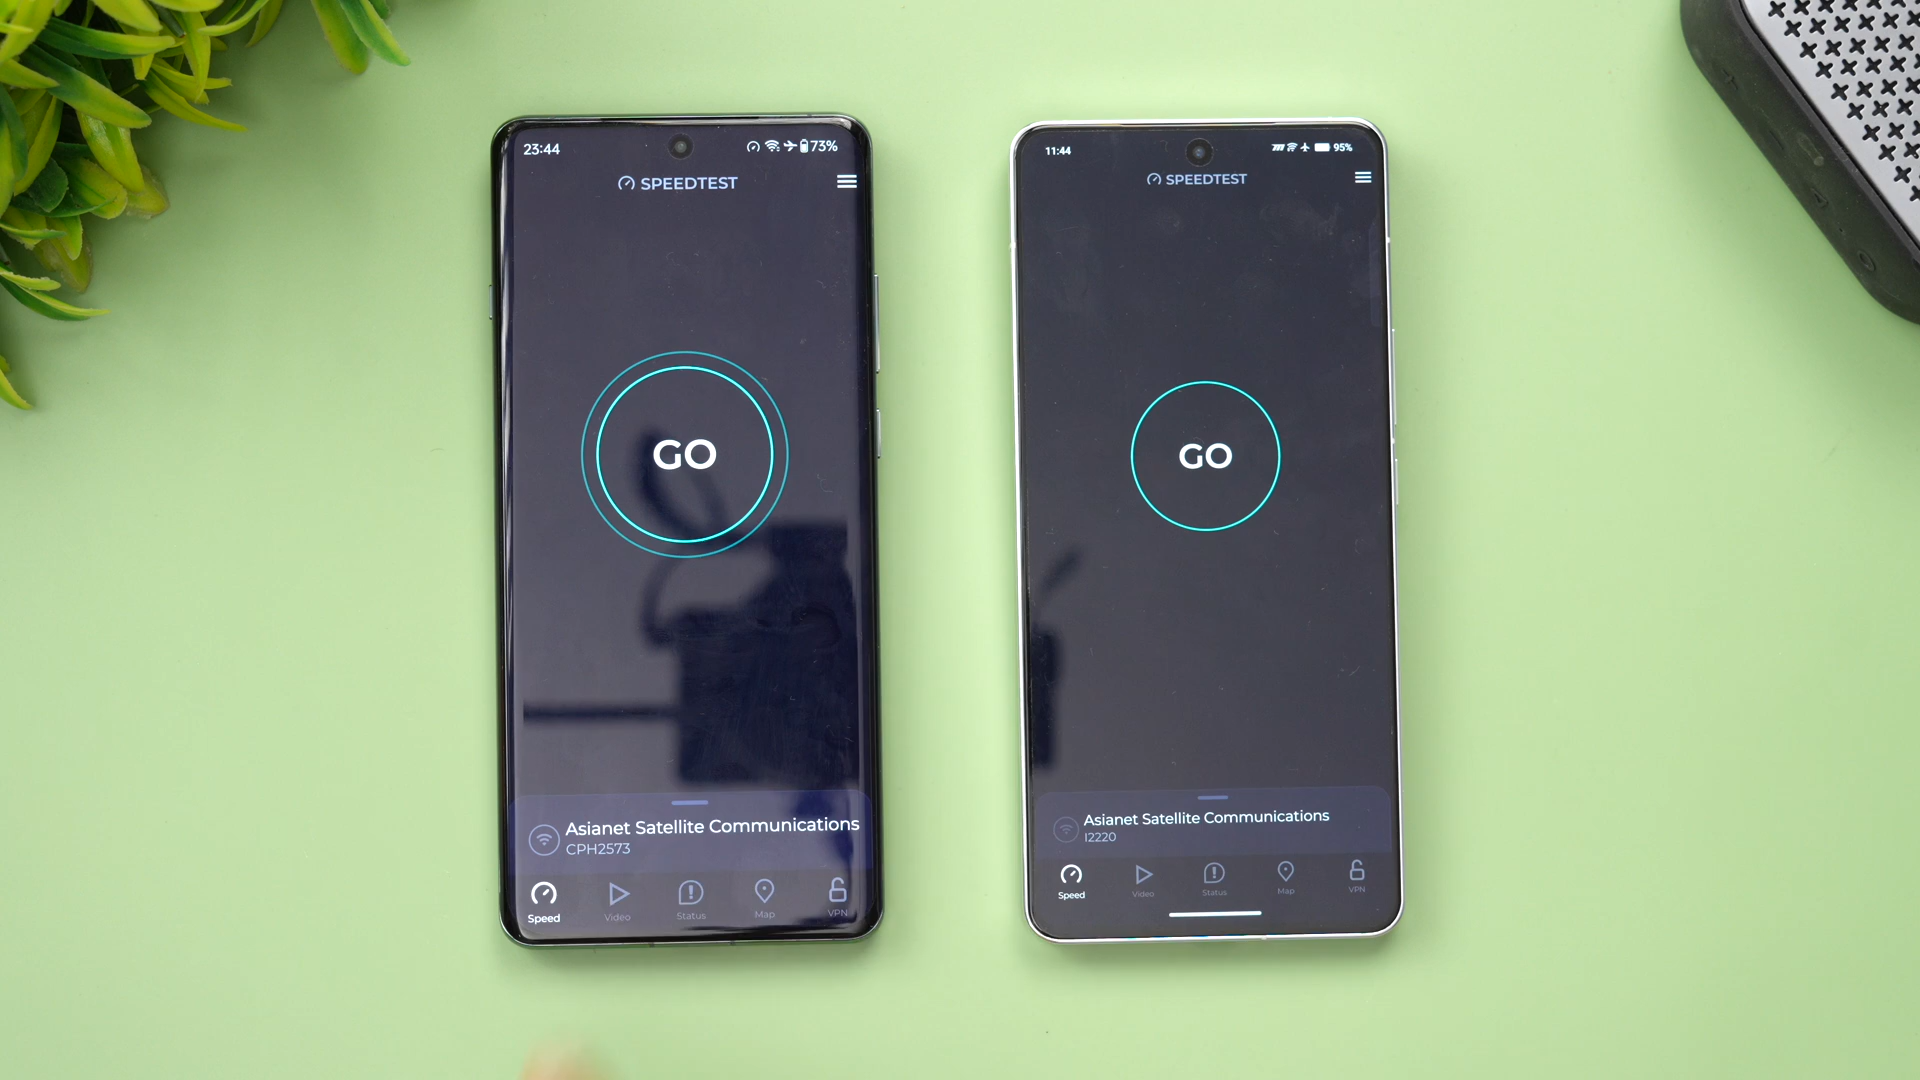 23:44
73%
SPEEDTEST
GO
Asianet Satellite Communications
CPH2573
Speed
Video
Status
Map
VPN
11:44
95%
SPEEDTEST
GO
Asianet Satellite Communications
I2220
Speed
Video
Status
Map
VPN